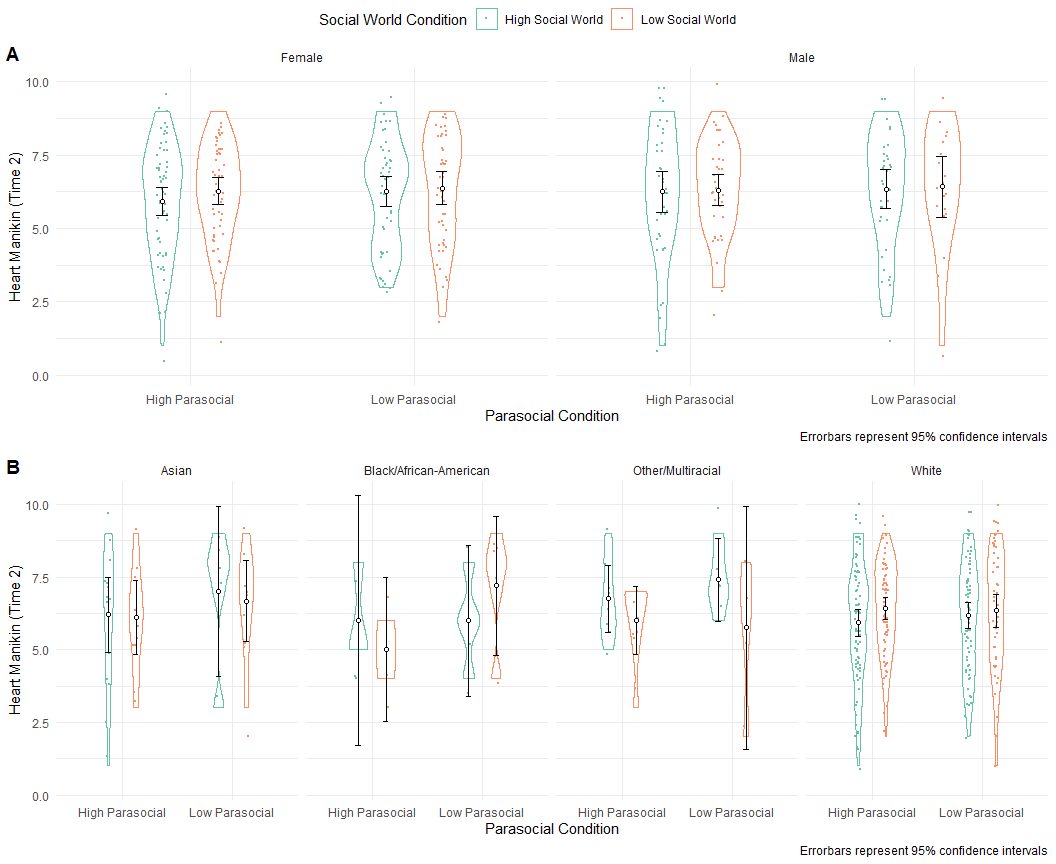 Social World Condition High Social World Low Social World
A
Female Male
10.0
7.5
5.0
2.5
0.0
Heart Manikin (Time 2)
High Parasocial Low Parasocial High Parasocial Low Parasocial
Parasocial Condition
Errorbars represent 95% confidence intervals
B
Asian Black/African-American Other/Multiracial White
10.0
7.5
5.0
2.5
0.0
Heart Manikin (Time 2)
High Parasocial Low Parasocial High Parasocial Low Parasocial High Parasocial Low Parasocial High Parasocial Low Parasocial
Parasocial Condition
Errorbars represent 95% confidence intervals